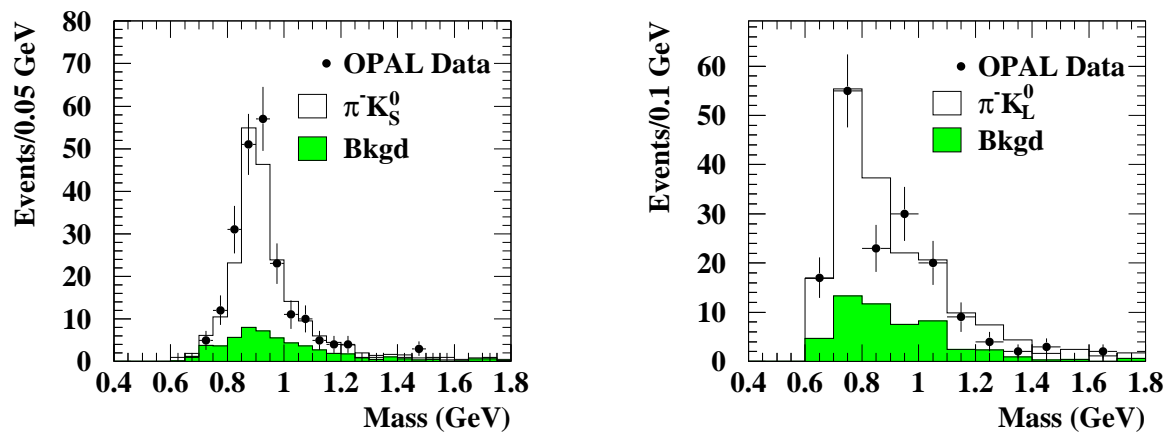 Events/0.05 GeV
80
70
60
50
40
30
20
10
0
OPAL Data
π⁻K⁰_S
Bkgd
0.4 0.6 0.8 1 1.2 1.4 1.6 1.8
Mass (GeV)
Events/0.1 GeV
60
50
40
30
20
10
0
OPAL Data
π⁻K⁰_L
Bkgd
0.4 0.6 0.8 1 1.2 1.4 1.6 1.8
Mass (GeV)